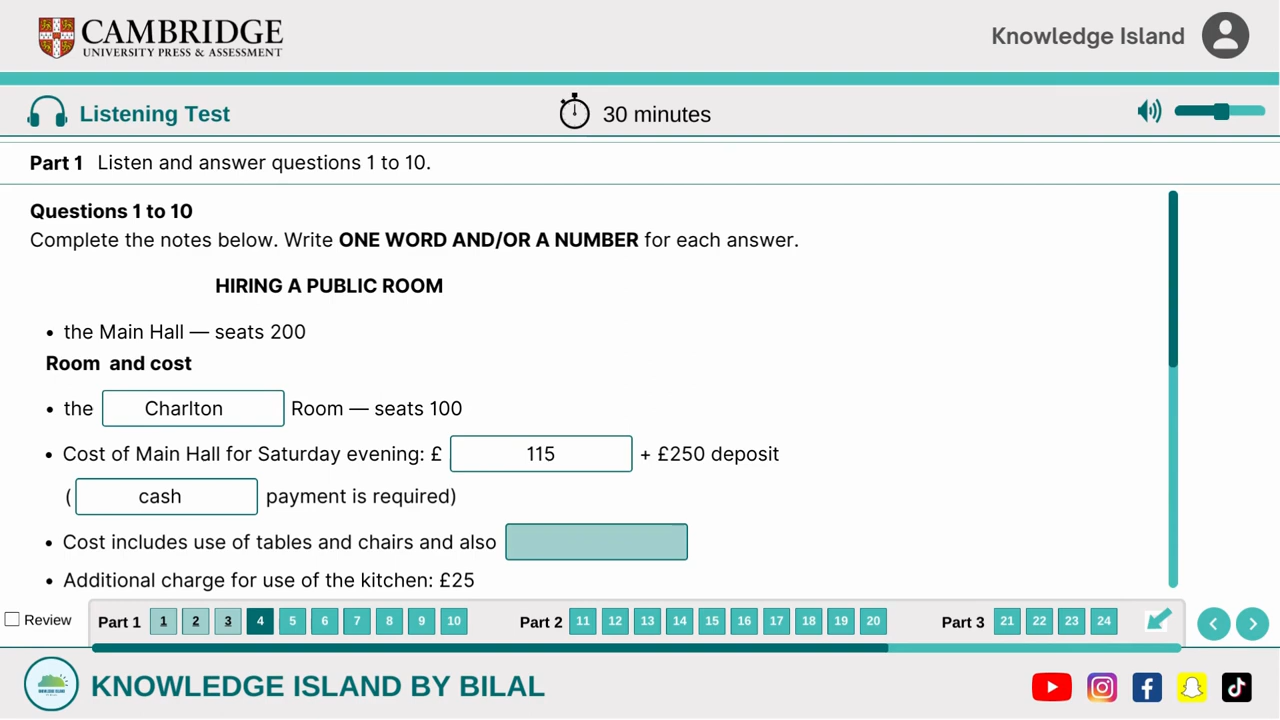 CAMBRIDGE
UNIVERSITY PRESS & ASSESSMENT
Knowledge Island
Listening Test
30 minutes
Part 1 Listen and answer questions 1 to 10.
Questions 1 to 10
Complete the notes below. Write ONE WORD AND/OR A NUMBER for each answer.
HIRING A PUBLIC ROOM
• the Main Hall — seats 200
Room and cost
• the Charlton Room — seats 100
• Cost of Main Hall for Saturday evening: £ 115 + £250 deposit
( cash payment is required)
• Cost includes use of tables and chairs and also
• Additional charge for use of the kitchen: £25
Review Part 1 1 2 3 4 5 6 7 8 9 10 Part 2 11 12 13 14 15 16 17 18 19 20 Part 3 21 22 23 24
KNOWLEDGE ISLAND BY BILAL